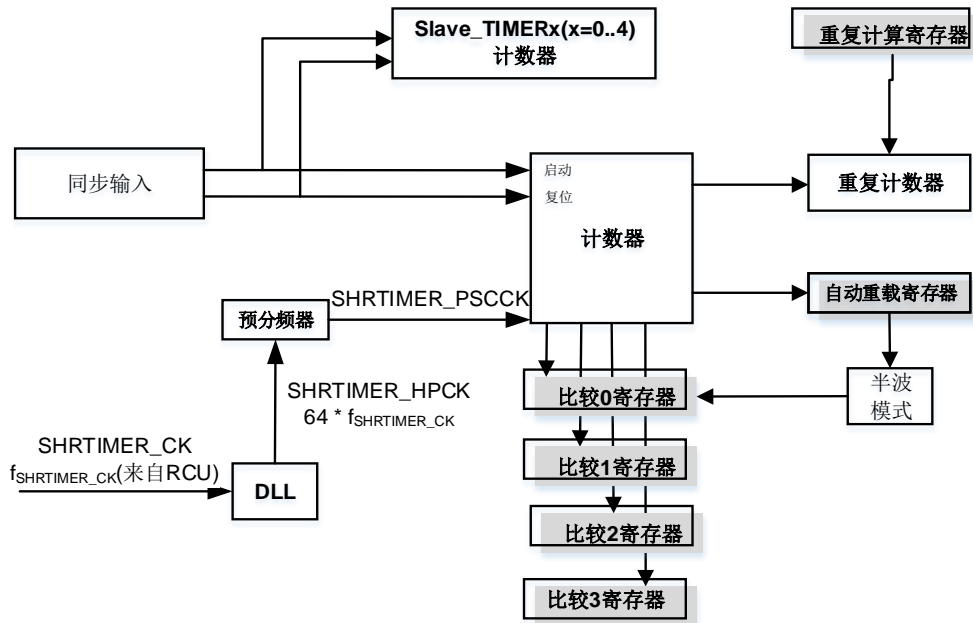 Slave_TIMERx(x=0..4)
计数器
重复计算寄存器
同步输入
启动
复位
计数器
重复计数器
SHRTIMER_PSCCK
预分频器
自动重载寄存器
SHRTIMER_HPCK
64 * fSHRTIMER_CK
比较0寄存器
半波
模式
SHRTIMER_CK
fSHRTIMER_CK(来自RCU)
DLL
比较1寄存器
比较2寄存器
比较3寄存器